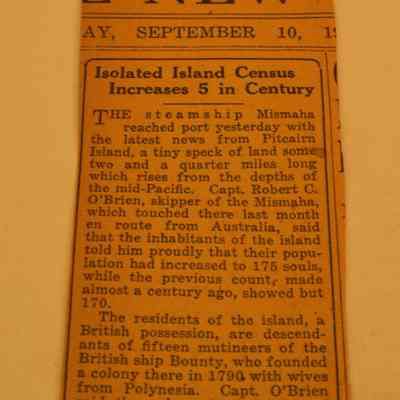 AY, SEPTEMBER 10, 19
Isolated Island Census
Increases 5 in Century
THE steamship Mismaha
reached port yesterday with
the latest news from Pitcairn
Island, a tiny speck of land some
two and a quarter miles long
which rises from the depths of
the mid-Pacific. Capt. Robert C.
O'Brien, skipper of the Mismaha,
which touched there last month
en route from Australia, said
that the inhabitants of the island
told him proudly that their popu-
lation had increased to 175 souls,
while the previous count, made
almost a century ago, showed but
170.
The residents of the island, a
British possession, are descend-
ants of fifteen mutineers of the
British ship Bounty, who founded
a colony there in 1790 with wives
from Polynesia. Capt. O'Brien